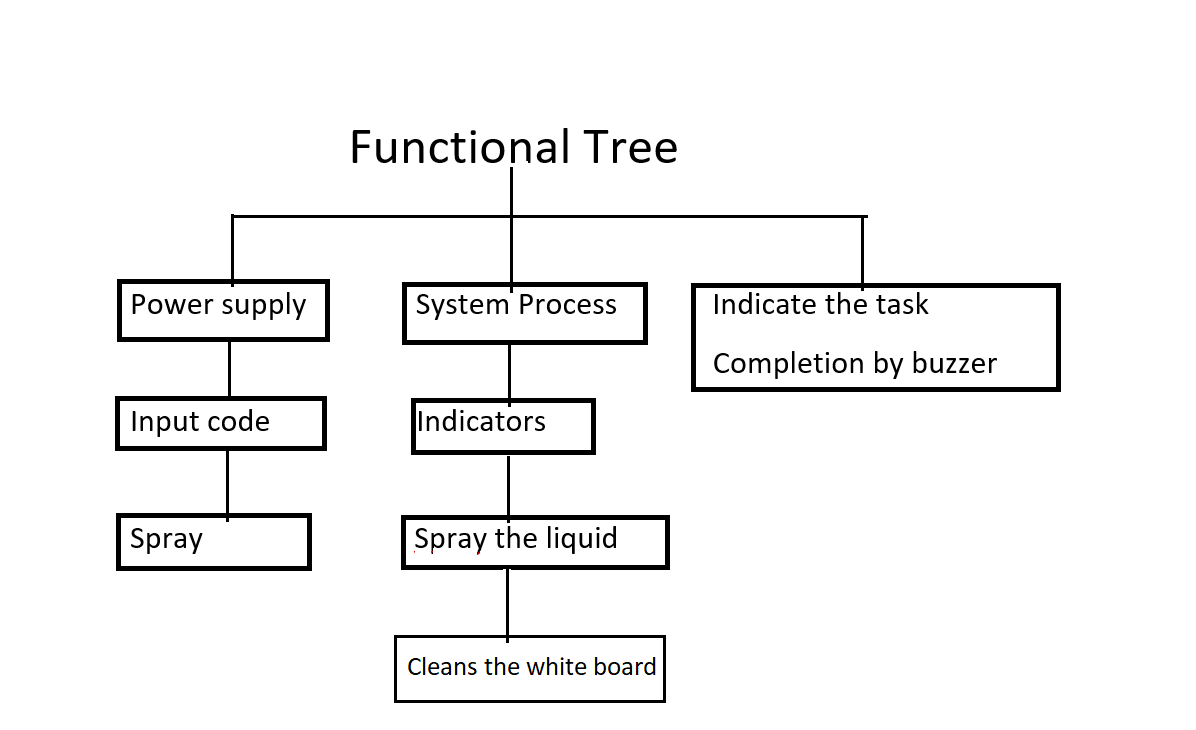 Functional Tree
Power supply
System Process
Indicate the task
Completion by buzzer
Input code
Indicators
Spray
Spray the liquid
Cleans the white board